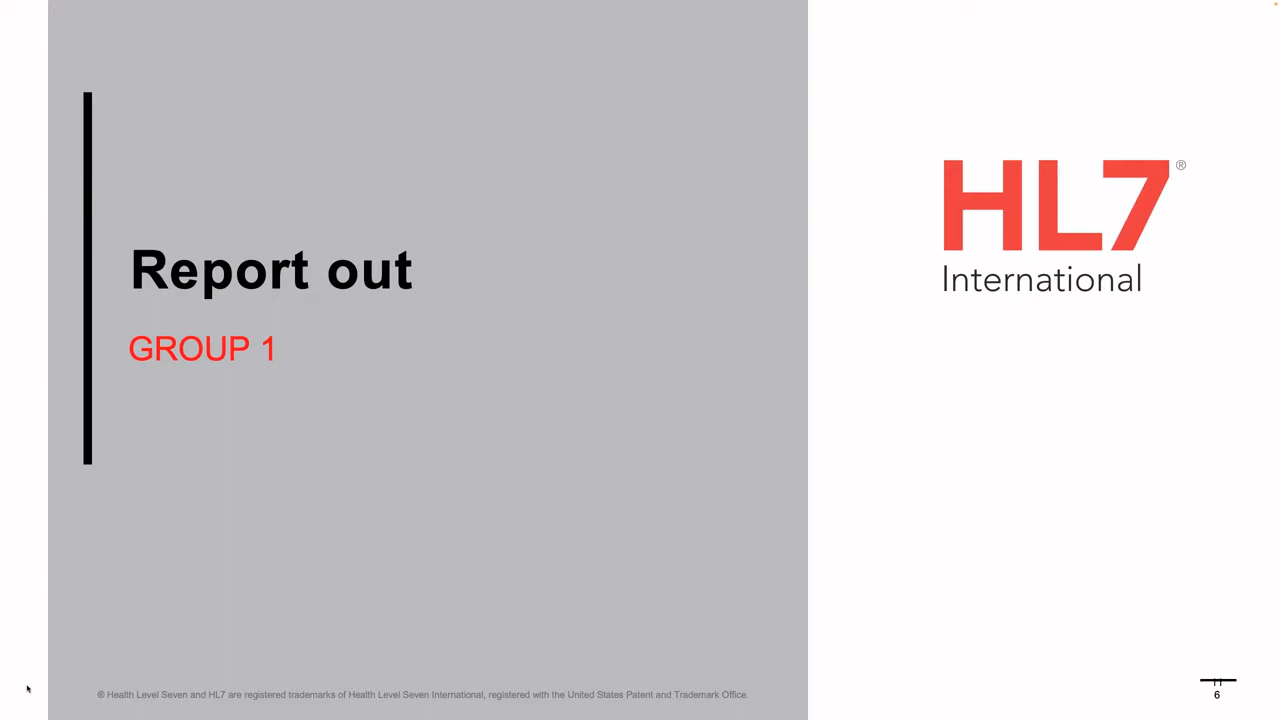 Report out
GROUP 1
HL7®
International
® Health Level Seven and HL7 are registered trademarks of Health Level Seven International, registered with the United States Patent and Trademark Office.
6